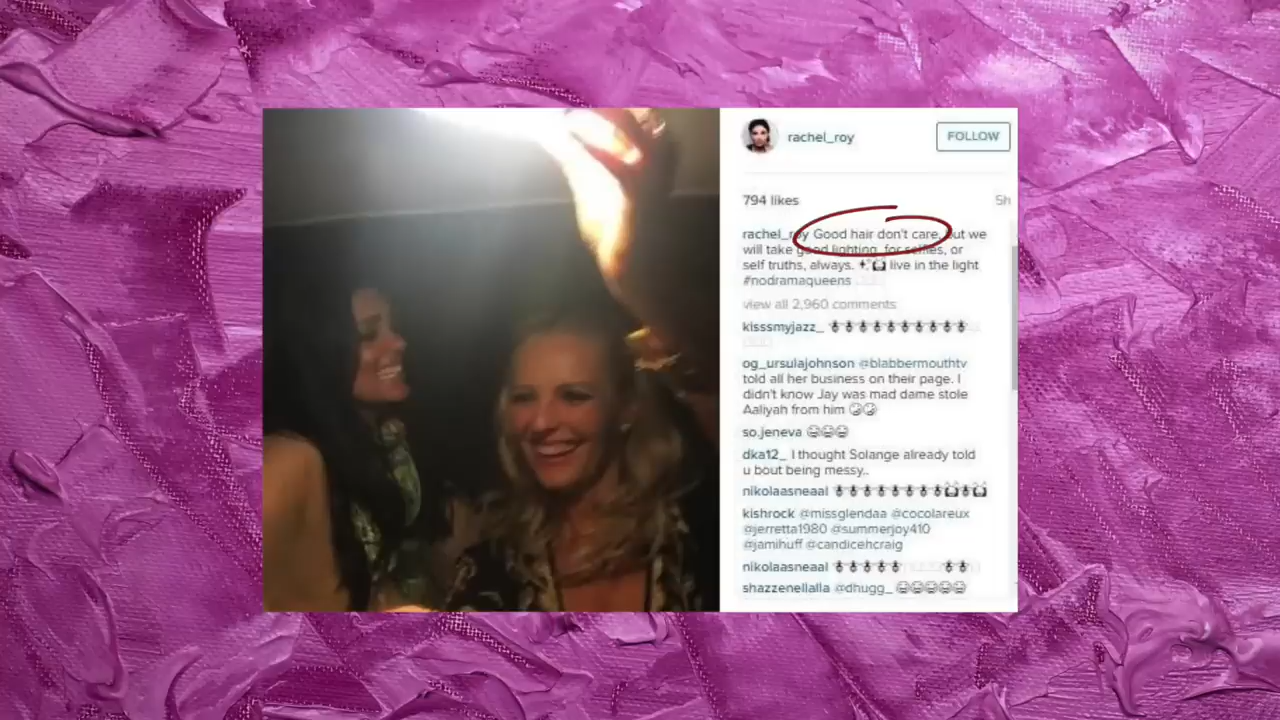 rachel_roy
FOLLOW
794 likes
5h
rachel_roy Good hair don't care, but we
will take good lighting, for selfies, or
self truths, always. ✨🙌 live in the light
#nodramaqueens
view all 2,960 comments
kisssmyjazz_ 🐝🐝🐝🐝🐝🐝🐝🐝🐝🐝
og_ursulajohnson @blabbermouthtv
told all her business on their page. I
didn't know Jay was mad dame stole
Aaliyah from him
so.jeneva
dka12_ I thought Solange already told
u bout being messy..
nikolaasneaal 🐝🐝🐝🐝🐝🐝🐝🐝🙌🐝🙌
kishrock @missglendaa @cocolareux
@jerretta1980 @summerjoy410
@jamihuff @candicehcraig
nikolaasneaal 🐝🐝🐝🐝🐝 🐝🐝
shazzenellalla @dhugg_